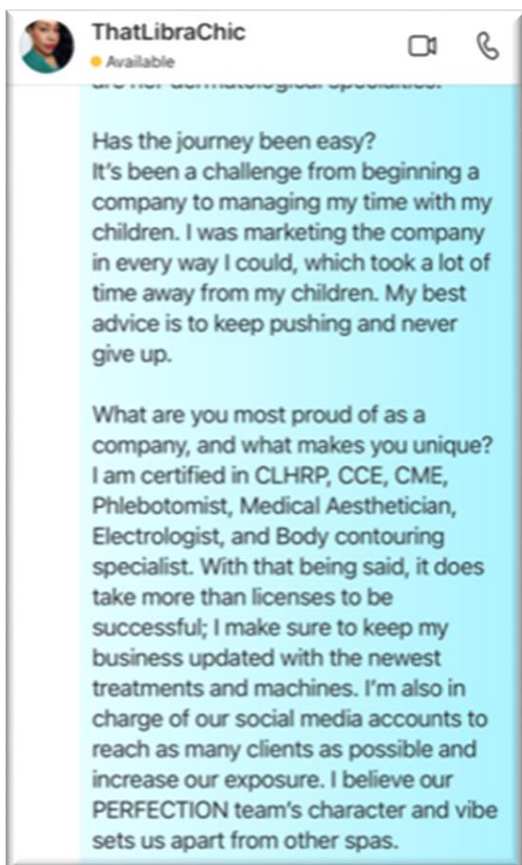 ThatLibraChic
Available
are her dermatological specialties.
Has the journey been easy?
It's been a challenge from beginning a
company to managing my time with my
children. I was marketing the company
in every way I could, which took a lot of
time away from my children. My best
advice is to keep pushing and never
give up.
What are you most proud of as a
company, and what makes you unique?
I am certified in CLHRP, CCE, CME,
Phlebotomist, Medical Aesthetician,
Electrologist, and Body contouring
specialist. With that being said, it does
take more than licenses to be
successful; I make sure to keep my
business updated with the newest
treatments and machines. I'm also in
charge of our social media accounts to
reach as many clients as possible and
increase our exposure. I believe our
PERFECTION team's character and vibe
sets us apart from other spas.